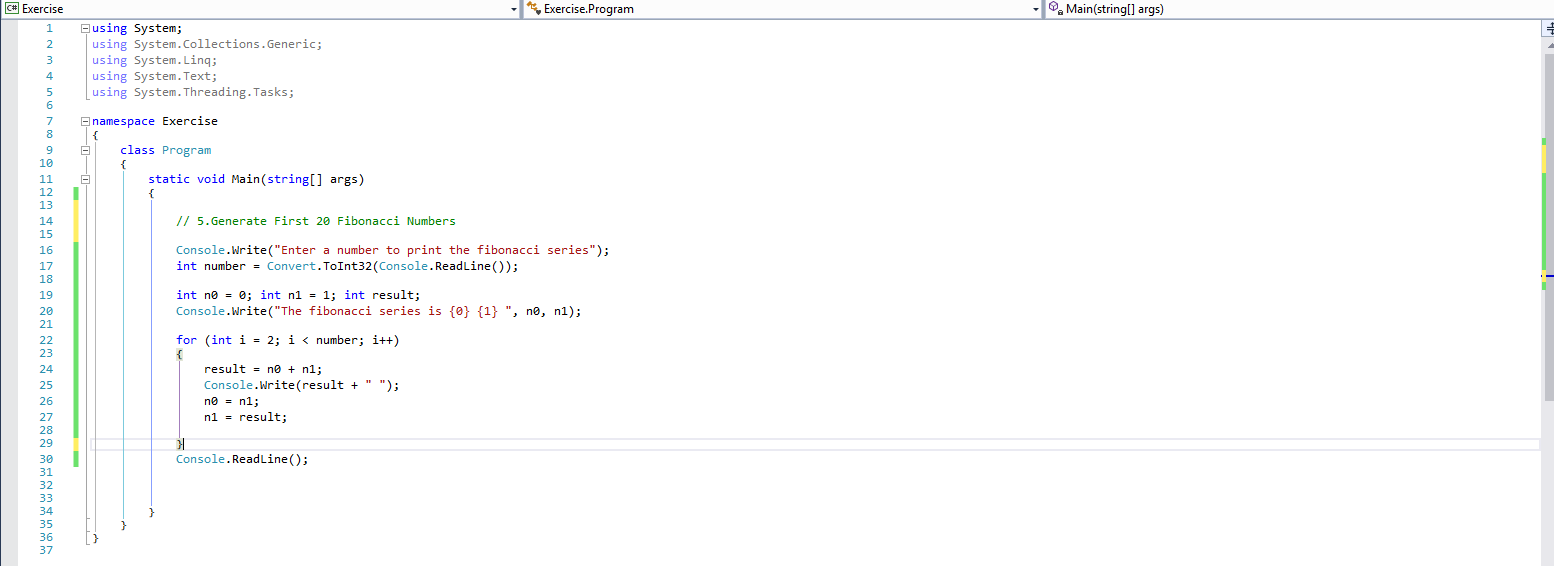 C# Exercise Exercise.Program Main(string[] args)
1 using System;
2 using System.Collections.Generic;
3 using System.Linq;
4 using System.Text;
5 using System.Threading.Tasks;
6
7 namespace Exercise
8 {
9 class Program
10 {
11 static void Main(string[] args)
12 {
13
14 // 5.Generate First 20 Fibonacci Numbers
15
16 Console.Write("Enter a number to print the fibonacci series");
17 int number = Convert.ToInt32(Console.ReadLine());
18
19 int n0 = 0; int n1 = 1; int result;
20 Console.Write("The fibonacci series is {0} {1} ", n0, n1);
21
22 for (int i = 2; i < number; i++)
23 {
24 result = n0 + n1;
25 Console.Write(result + " ");
26 n0 = n1;
27 n1 = result;
28
29 }
30 Console.ReadLine();
31
32
33
34 }
35 }
36 }
37